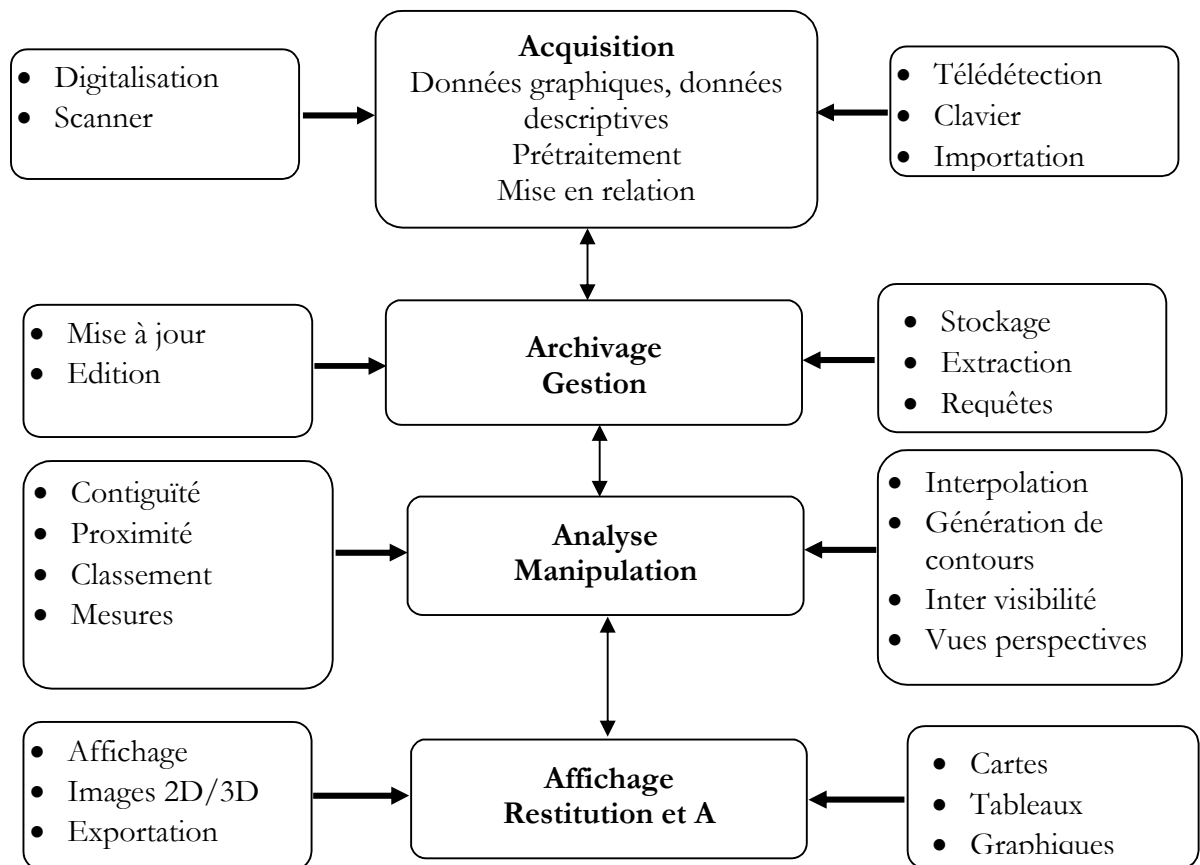 Acquisition
Données graphiques, données
descriptives
Prétraitement
Mise en relation
• Digitalisation
• Scanner
• Télédétection
• Clavier
• Importation
Archivage
Gestion
• Mise à jour
• Edition
• Stockage
• Extraction
• Requêtes
Analyse
Manipulation
• Contiguïté
• Proximité
• Classement
• Mesures
• Interpolation
• Génération de
contours
• Inter visibilité
• Vues perspectives
Affichage
Restitution et A
• Affichage
• Images 2D/3D
• Exportation
• Cartes
• Tableaux
• Graphiques